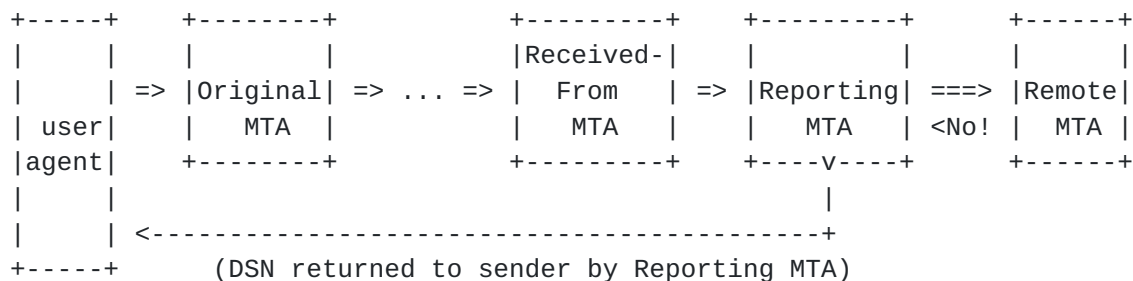 +-----+    +--------+           +---------+    +---------+      +------+
|     |    |        |           |Received-|    |         |      |      |
|     | => |Original| => ... => |  From   | => |Reporting| ===> |Remote|
| user|    |   MTA  |           |   MTA   |    |   MTA   | <No! |  MTA |
|agent|    +--------+           +---------+    +----v----+      +------+
|     |                                             |
|     | <-------------------------------------------+
+-----+      (DSN returned to sender by Reporting MTA)